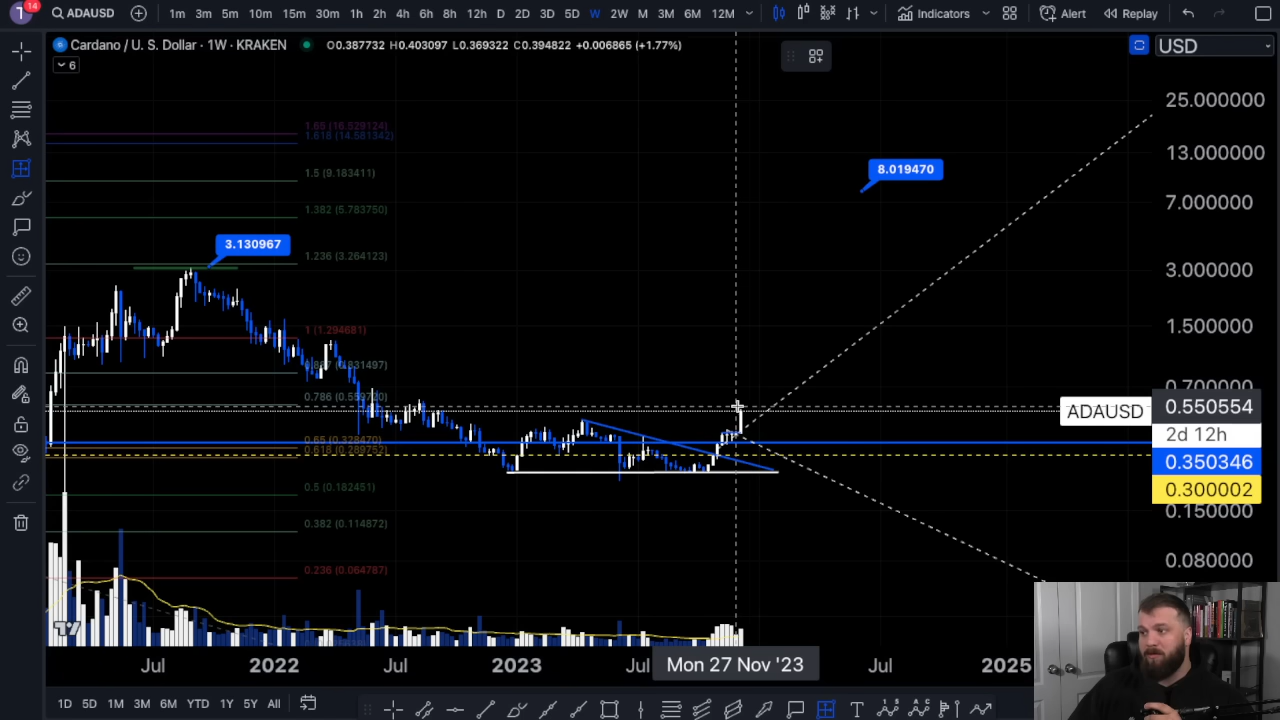 T
14
ADAUSD
1m 3m 5m 10m 15m 30m 1h 2h 4h 6h 8h 12h D 2D 3D 5D W 2W M 3M 6M 12M
Indicators
Alert
Replay
Cardano / U. S. Dollar · 1W · KRAKEN
O0.387732 H0.403097 L0.369322 C0.394822 +0.006865 (+1.77%)
6
USD
25.000000
1.65 (16.529124)
1.618 (14.581342)
13.000000
1.5 (9.183411)
8.019470
7.000000
1.382 (5.783750)
3.130967
1.236 (3.264123)
3.000000
1.500000
1 (1.294681)
0.887 (0.831497)
0.700000
0.786 (0.559720)
ADAUSD
0.550554
2d 12h
0.65 (0.328470)
0.618 (0.289752)
0.350346
0.300002
0.5 (0.182451)
0.150000
0.382 (0.114872)
0.080000
0.236 (0.064787)
Jul 2022 Jul 2023 Jul Mon 27 Nov '23 Jul 2025
1D 5D 1M 3M 6M YTD 1Y 5Y All